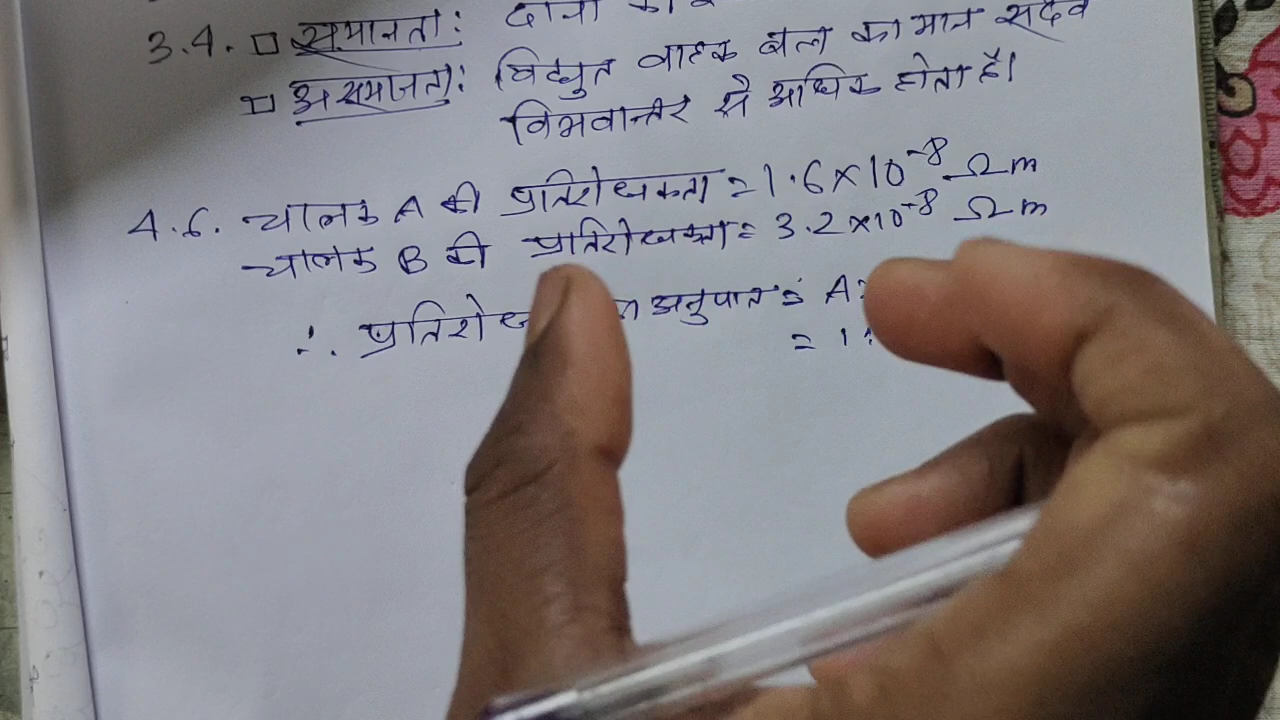 3.4. □ समानता: दोनों
□ असमानता: विद्युत वाहक बल का मान सदैव
विभवान्तर से अधिक होता है।
4.6. चालक A की प्रतिरोधकता = 1.6×10⁻⁸ Ωm
चालक B की प्रतिरोधकता = 3.2×10⁻⁸ Ωm
∴ प्रतिरोध अनुपात = A:
= 1: